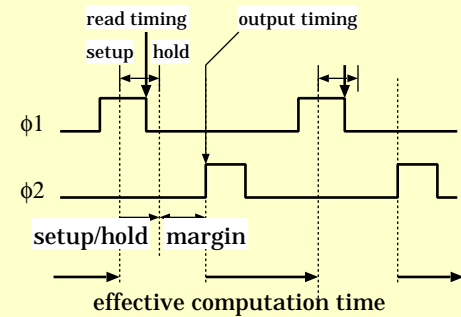 read timing output timing
setup hold
ϕ1
ϕ2
setup/hold margin
effective computation time